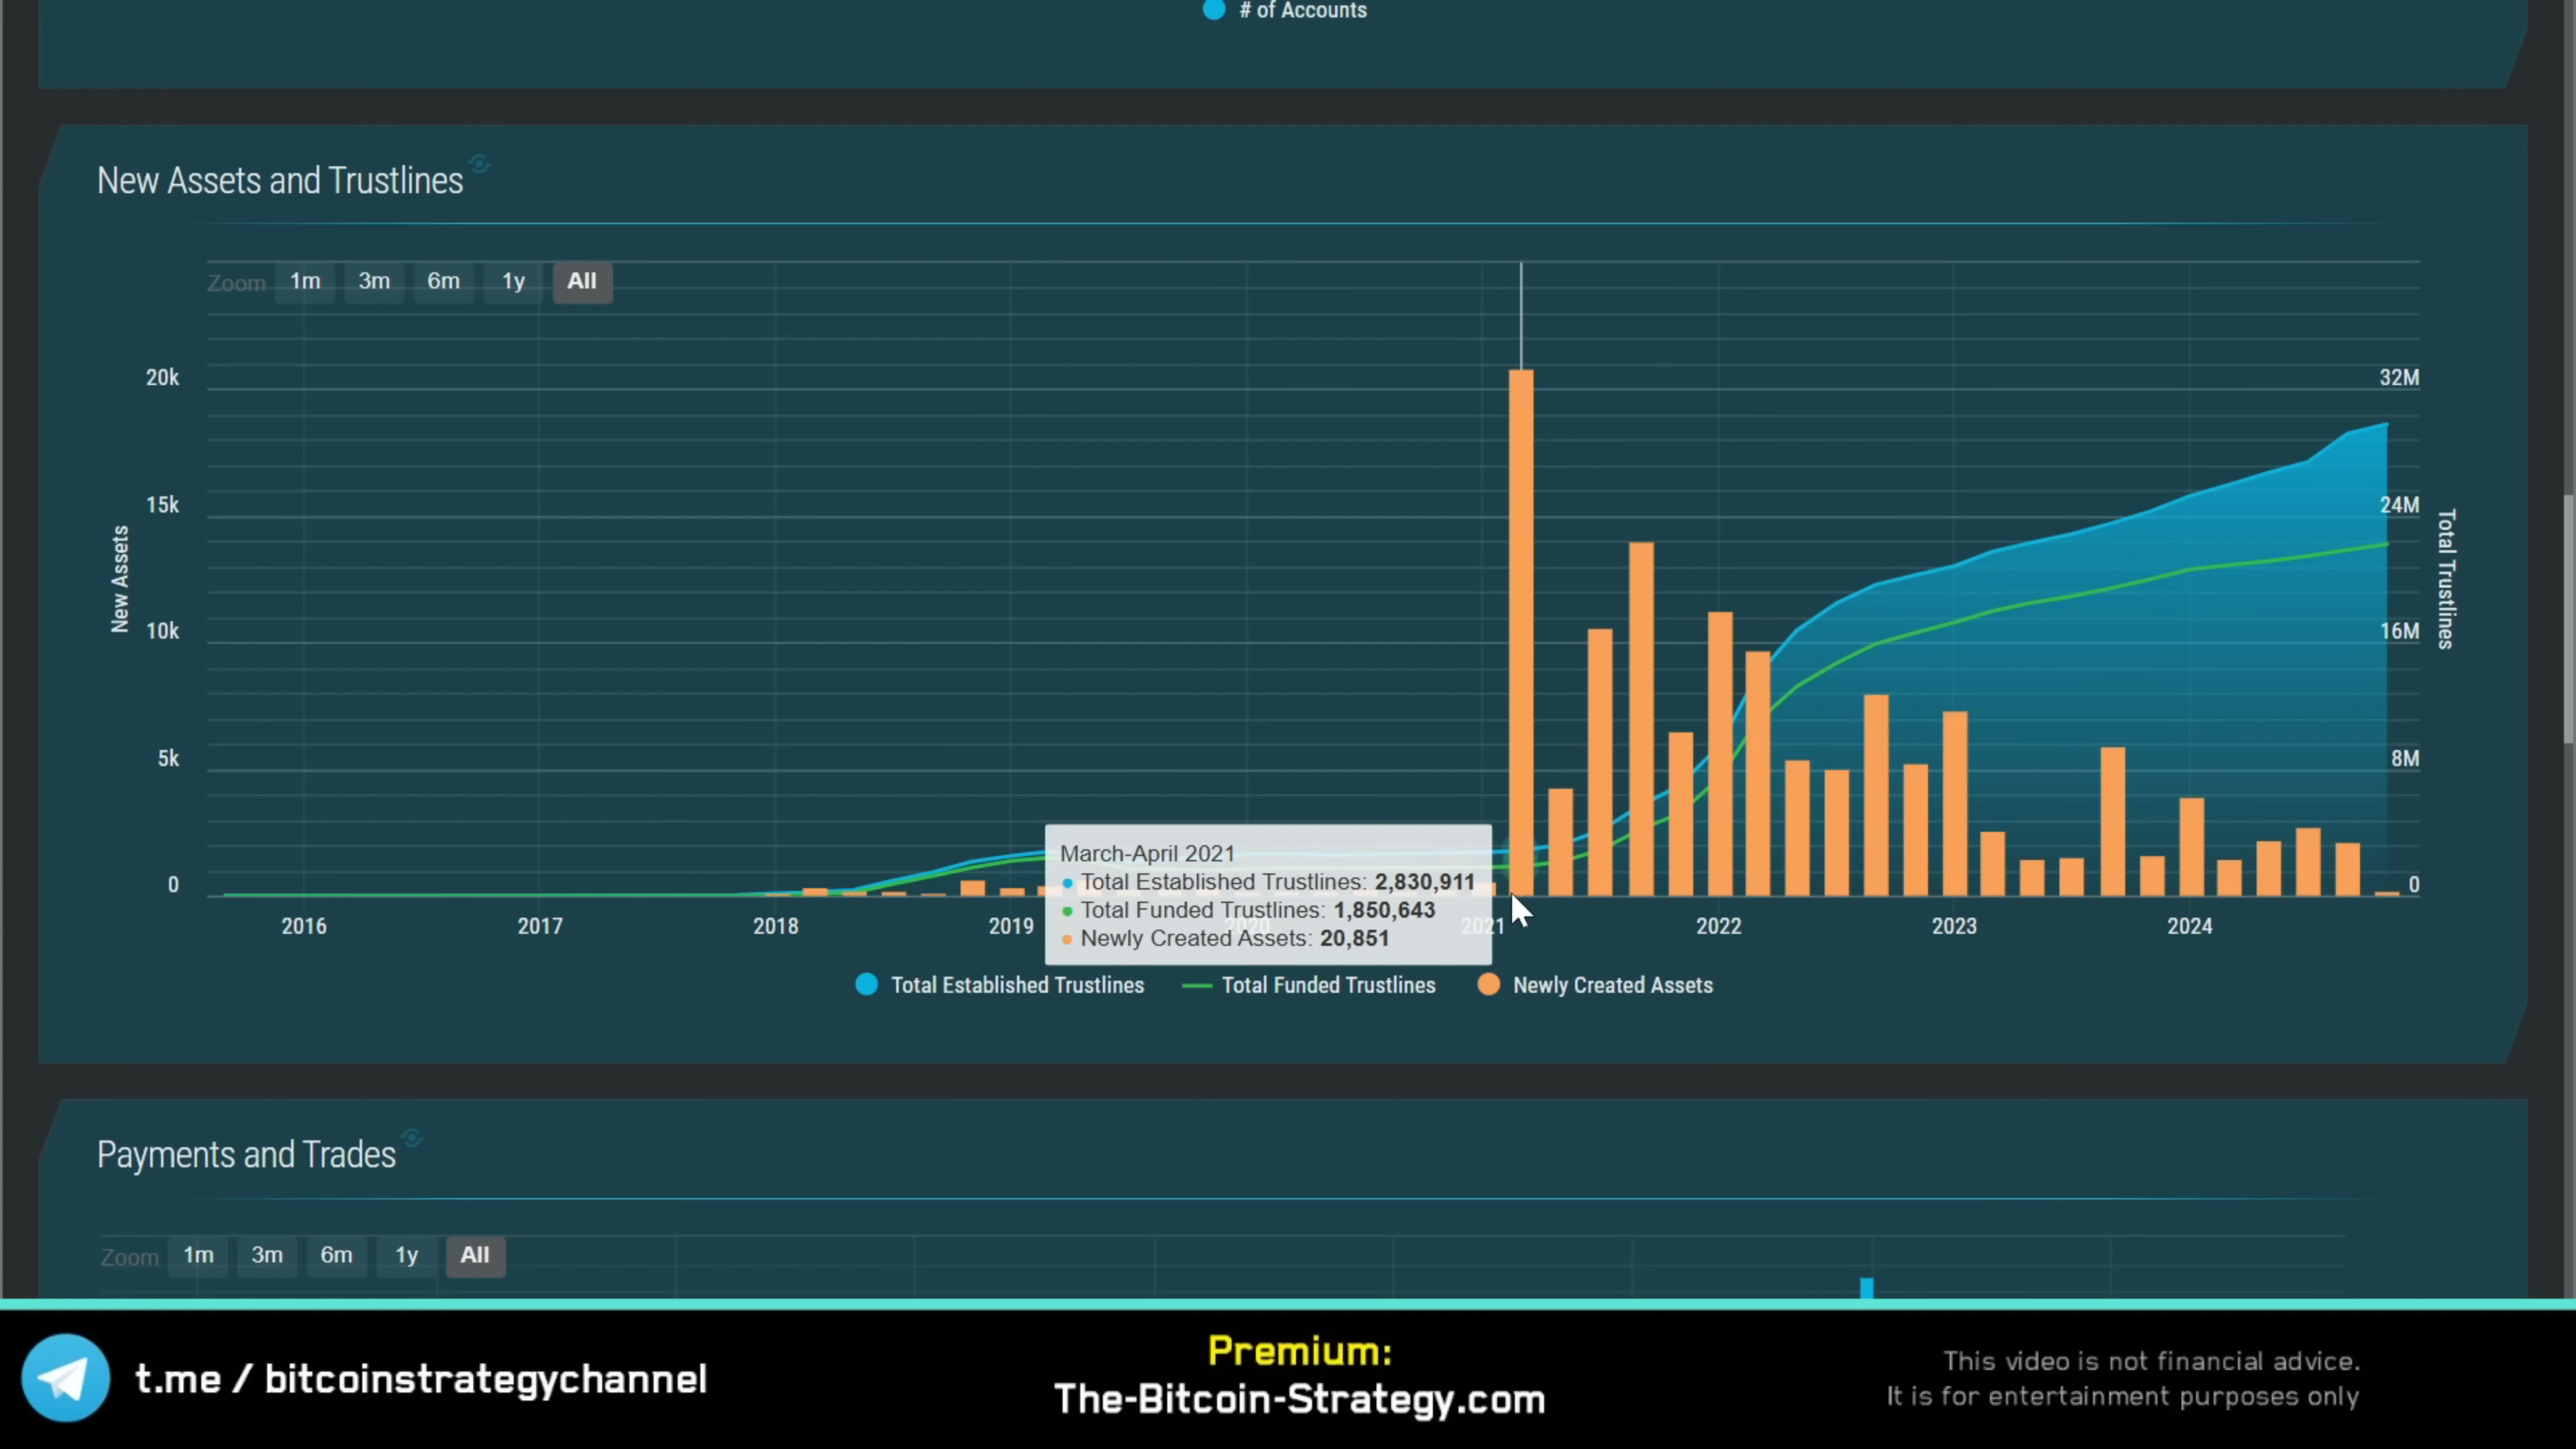 # of Accounts
New Assets and Trustlines
Zoom 1m 3m 6m 1y All
20k
15k
10k
5k
0
New Assets
32M
24M
16M
8M
0
Total Trustlines
March-April 2021
Total Established Trustlines: 2,830,911
Total Funded Trustlines: 1,850,643
Newly Created Assets: 20,851
2016 2017 2018 2019 2020 2021 2022 2023 2024
Total Established Trustlines Total Funded Trustlines Newly Created Assets
Payments and Trades
Zoom 1m 3m 6m 1y All
t.me / bitcoinstrategychannel
Premium:
The-Bitcoin-Strategy.com
This video is not financial advice.
It is for entertainment purposes only